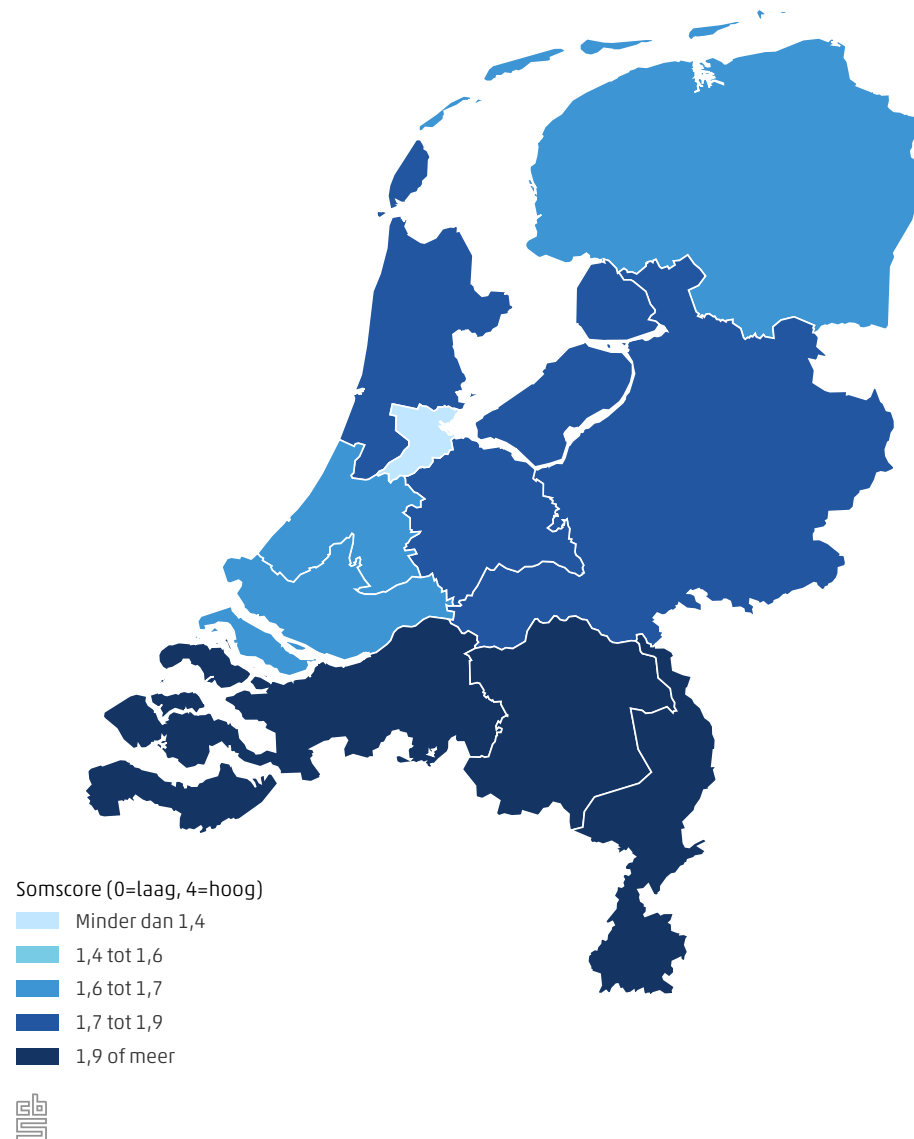 Somscore (0=laag, 4=hoog)
Minder dan 1,4
1,4 tot 1,6
1,6 tot 1,7
1,7 tot 1,9
1,9 of meer
cbs